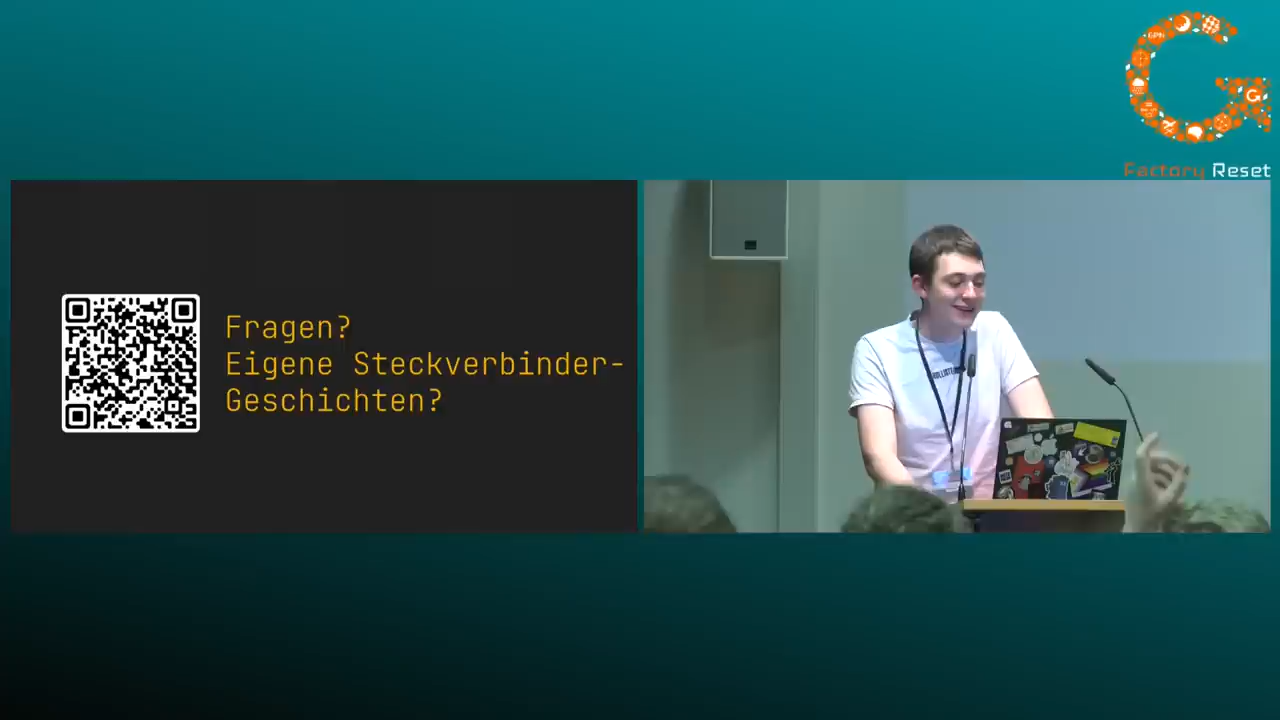 Factory Reset
Fragen?
Eigene Steckverbinder-
Geschichten?